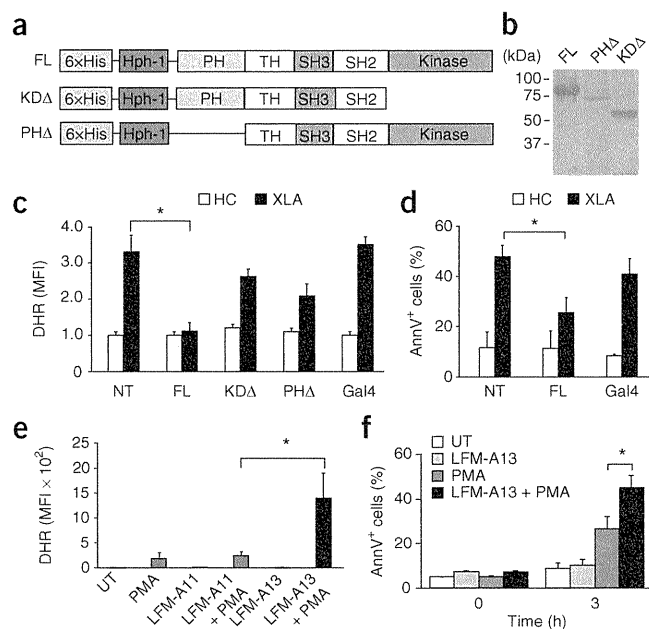 a
FL 6×His Hph-1 PH TH SH3 SH2 Kinase
KDΔ 6×His Hph-1 PH TH SH3 SH2
PHΔ 6×His Hph-1 TH SH3 SH2 Kinase
b
(kDa) FL PHΔ KDΔ
100
75
50
37
c
HC XLA
DHR (MFI)
4.0
3.0
2.0
1.0
0
*
NT FL KDΔ PHΔ Gal4
d
HC XLA
AnnV+ cells (%)
60
40
20
0
*
NT FL Gal4
e
DHR (MFI × 10²)
25
20
15
10
5
0
*
UT PMA LFM-A11 LFM-A11 + PMA LFM-A13 LFM-A13 + PMA
f
UT
LFM-A13
PMA
LFM-A13 + PMA
AnnV+ cells (%)
60
40
20
0
*
0 3
Time (h)